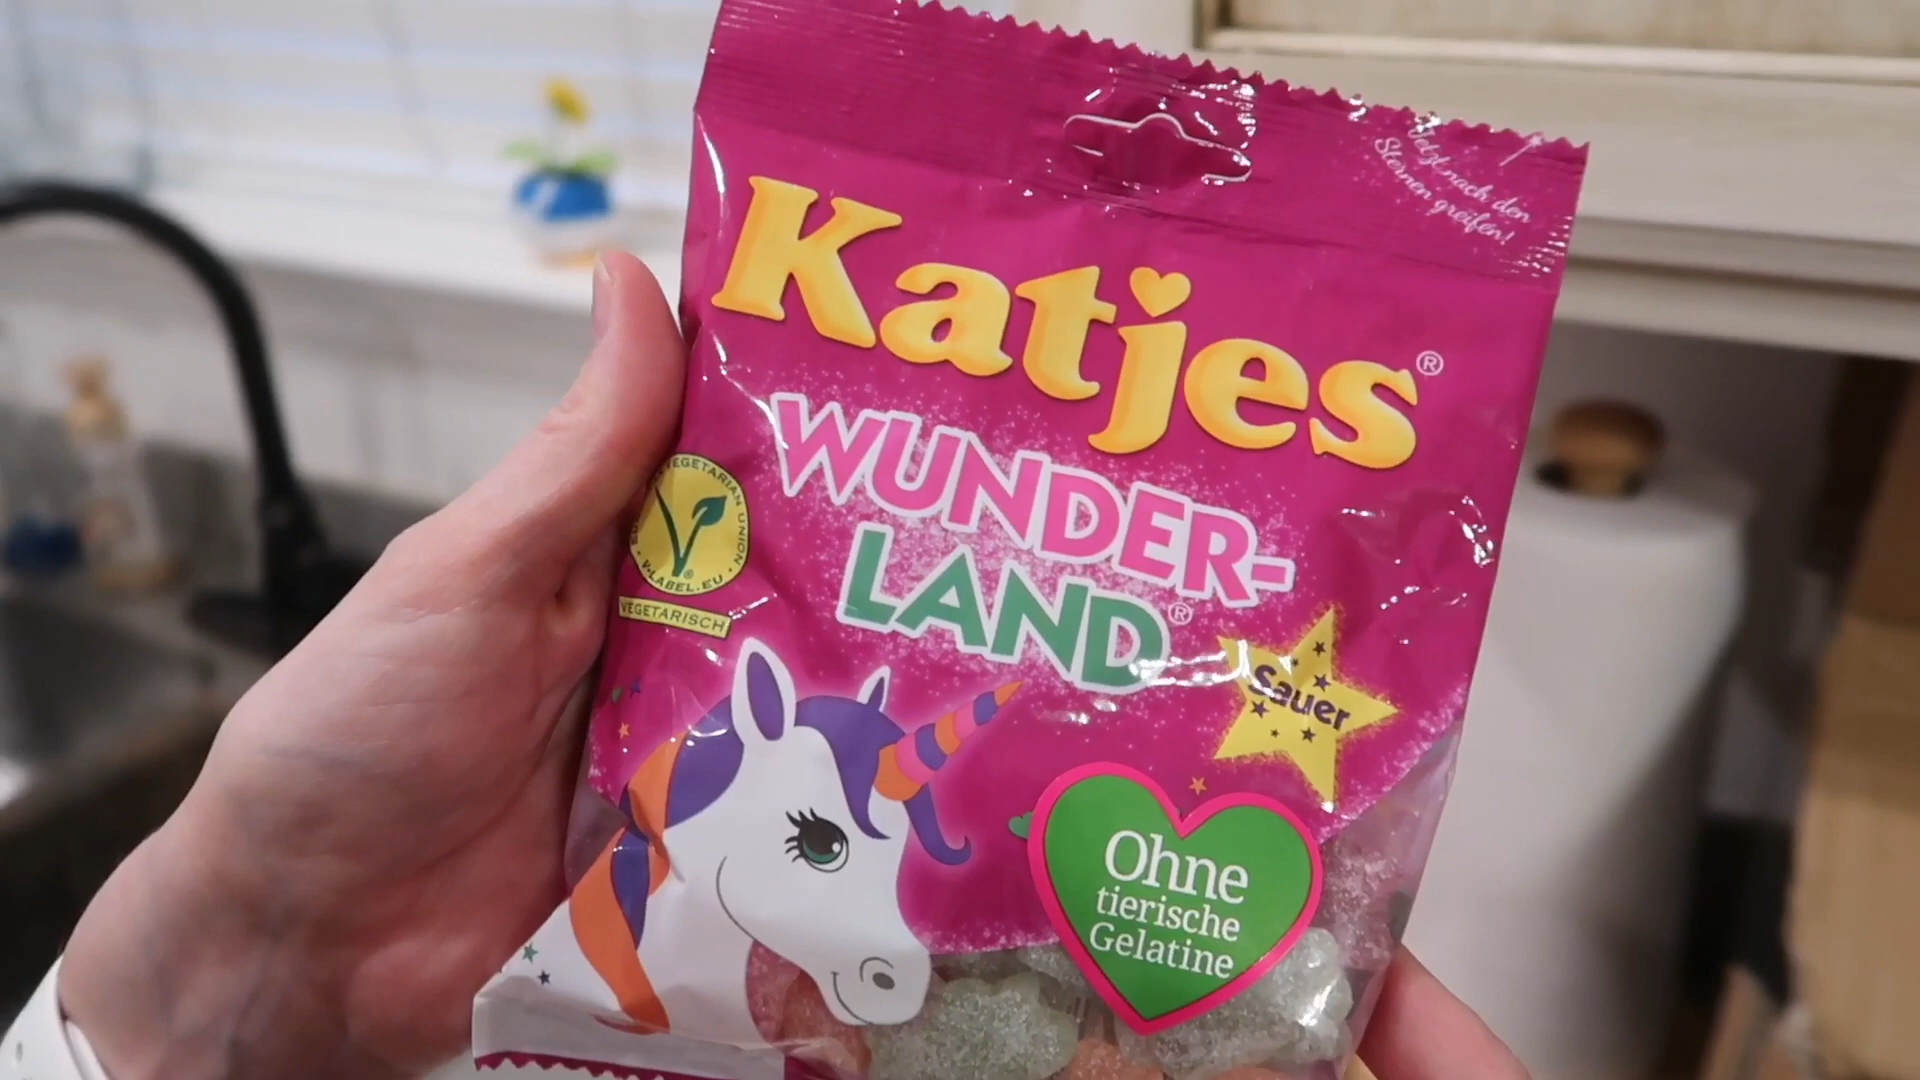 Jetzt nach den
Sternen greifen!
Katjes®
WUNDER-
LAND®
VEGETARIAN UNION
V-LABEL.EU
VEGETARISCH
Sauer
Ohne
tierische
Gelatine